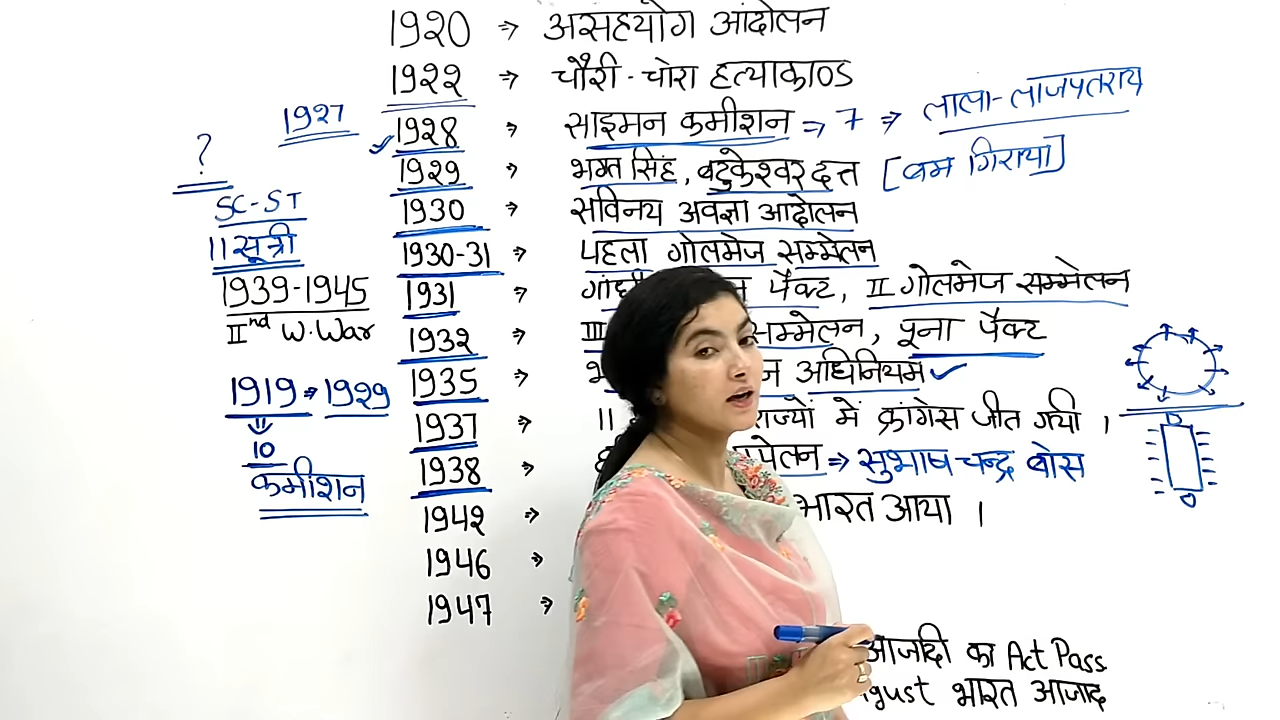 1920 → असहयोग आंदोलन
1922 → चौरी-चोरा हत्याकाण्ड
1927
1928 → साइमन कमीशन → 7 → लाला-लाजपतराय
?
1929 → भगत सिंह, बटुकेश्वर दत्त [बम गिराया]
SC-ST
1930 → सविनय अवज्ञा आंदोलन
11 सूत्री
1930-31 → पहला गोलमेज सम्मेलन
1939-1945
1931 → गांधी पैक्ट, II गोलमेज सम्मेलन
IInd W. War
1932 → III सम्मेलन, पूना पैक्ट
1919 → 1929
1935 → अधिनियम
10
1937 → 11 राज्यों में कांग्रेस जीत गयी ।
कमीशन
1938 → → सुभाष चन्द्र बोस
1942 → भारत आया ।
1946 →
1947 →
आजादी का Act Pass
भारत आजाद